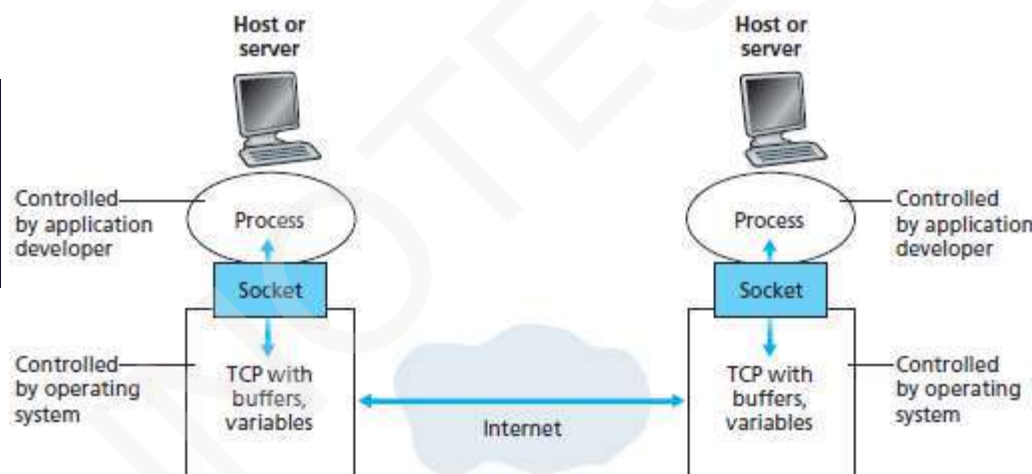 Host or
server
Host or
server
Controlled
by application
developer
Process
Process
Controlled
by application
developer
Socket
Socket
Controlled
by operating
system
TCP with
buffers,
variables
Internet
TCP with
buffers,
variables
Controlled
by operating
system